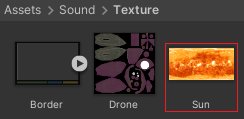 Assets > Sound > Texture
Border Drone Sun